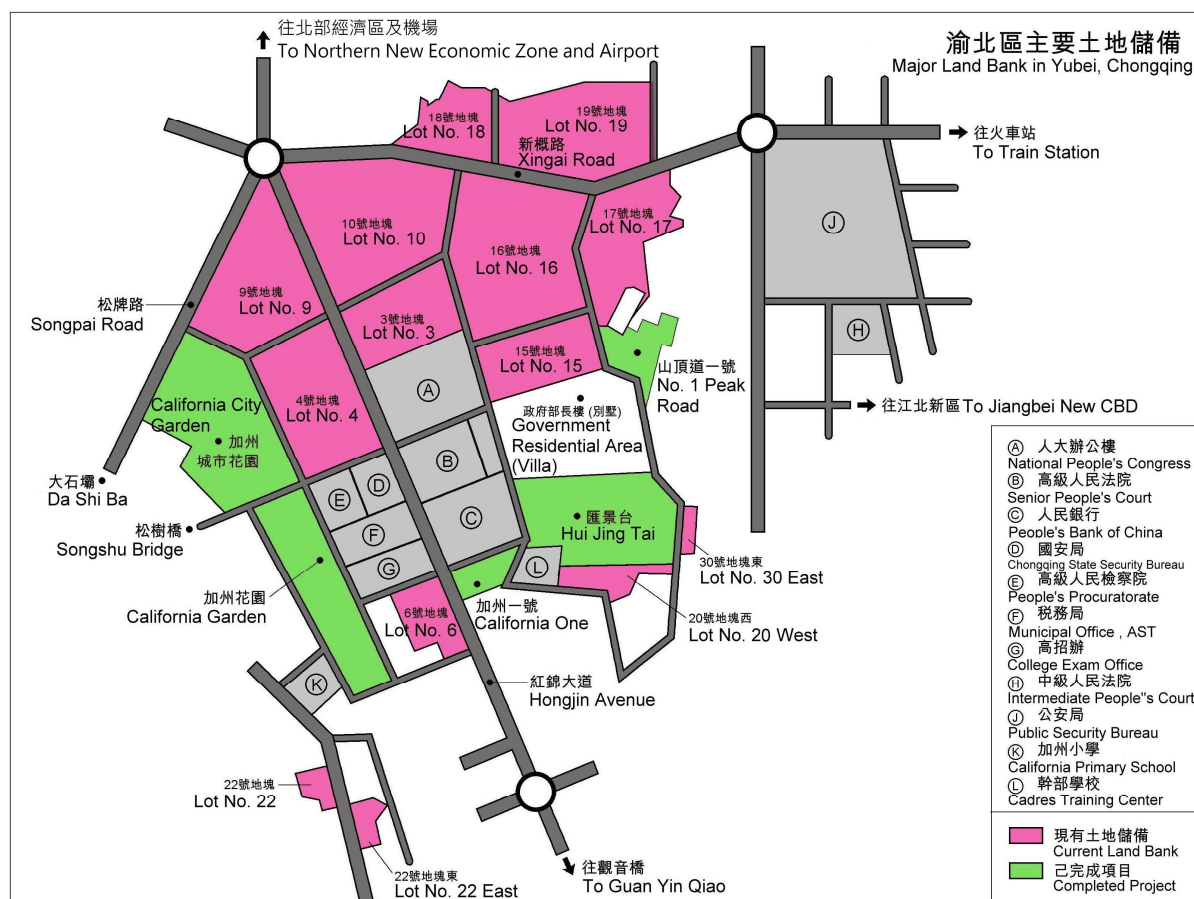 往北部經濟區及機場
To Northern New Economic Zone and Airport
渝北區主要土地儲備
Major Land Bank in Yubei, Chongqing
18號地塊
Lot No. 18
19號地塊
Lot No. 19
新概路
Xingai Road
往火車站
To Train Station
10號地塊
Lot No. 10
17號地塊
Lot No. 17
16號地塊
Lot No. 16
J
松牌路
Songpai Road
9號地塊
Lot No. 9
3號地塊
Lot No. 3
H
15號地塊
Lot No. 15
山頂道一號
No. 1 Peak
Road
A
4號地塊
Lot No. 4
California City
Garden
加州
城市花園
政府部長樓 (別墅)
Government
Residential Area
(Villa)
往江北新區 To Jiangbei New CBD
大石壩
Da Shi Ba
B
D
E
松樹橋
Songshu Bridge
F
C
匯景台
Hui Jing Tai
G
L
30號地塊東
Lot No. 30 East
加州花園
California Garden
加州一號
California One
6號地塊
Lot No. 6
20號地塊西
Lot No. 20 West
K
紅錦大道
Hongjin Avenue
22號地塊
Lot No. 22
22號地塊東
Lot No. 22 East
往觀音橋
To Guan Yin Qiao
A 人大辦公樓
National People's Congress
B 高級人民法院
Senior People's Court
C 人民銀行
People's Bank of China
D 國安局
Chongqing State Security Bureau
E 高級人民檢察院
People's Procuratorate
F 税務局
Municipal Office , AST
G 高招辦
College Exam Office
H 中級人民法院
Intermediate People"s Court
J 公安局
Public Security Bureau
K 加州小學
California Primary School
L 幹部學校
Cadres Training Center
現有土地儲備
Current Land Bank
己完成項目
Completed Project